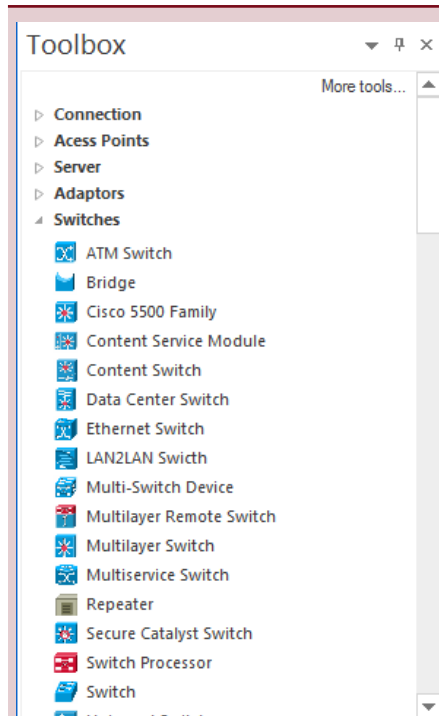 Toolbox
More tools...
Connection
Acess Points
Server
Adaptors
Switches
ATM Switch
Bridge
Cisco 5500 Family
Content Service Module
Content Switch
Data Center Switch
Ethernet Switch
LAN2LAN Swicth
Multi-Switch Device
Multilayer Remote Switch
Multilayer Switch
Multiservice Switch
Repeater
Secure Catalyst Switch
Switch Processor
Switch